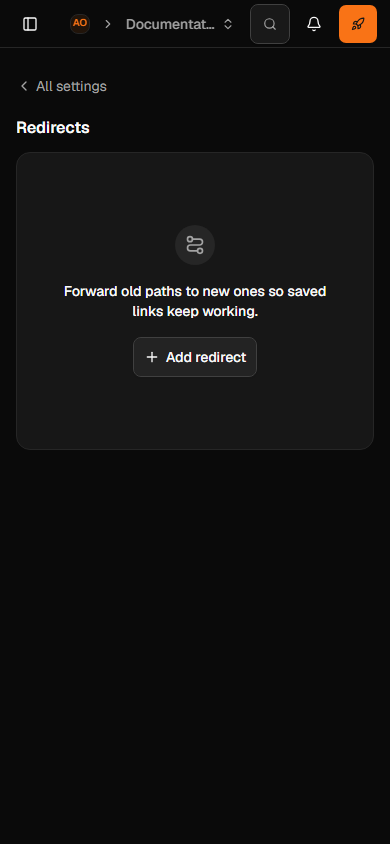 AO
Documentat...
All settings
Redirects
Forward old paths to new ones so saved
links keep working.
Add redirect